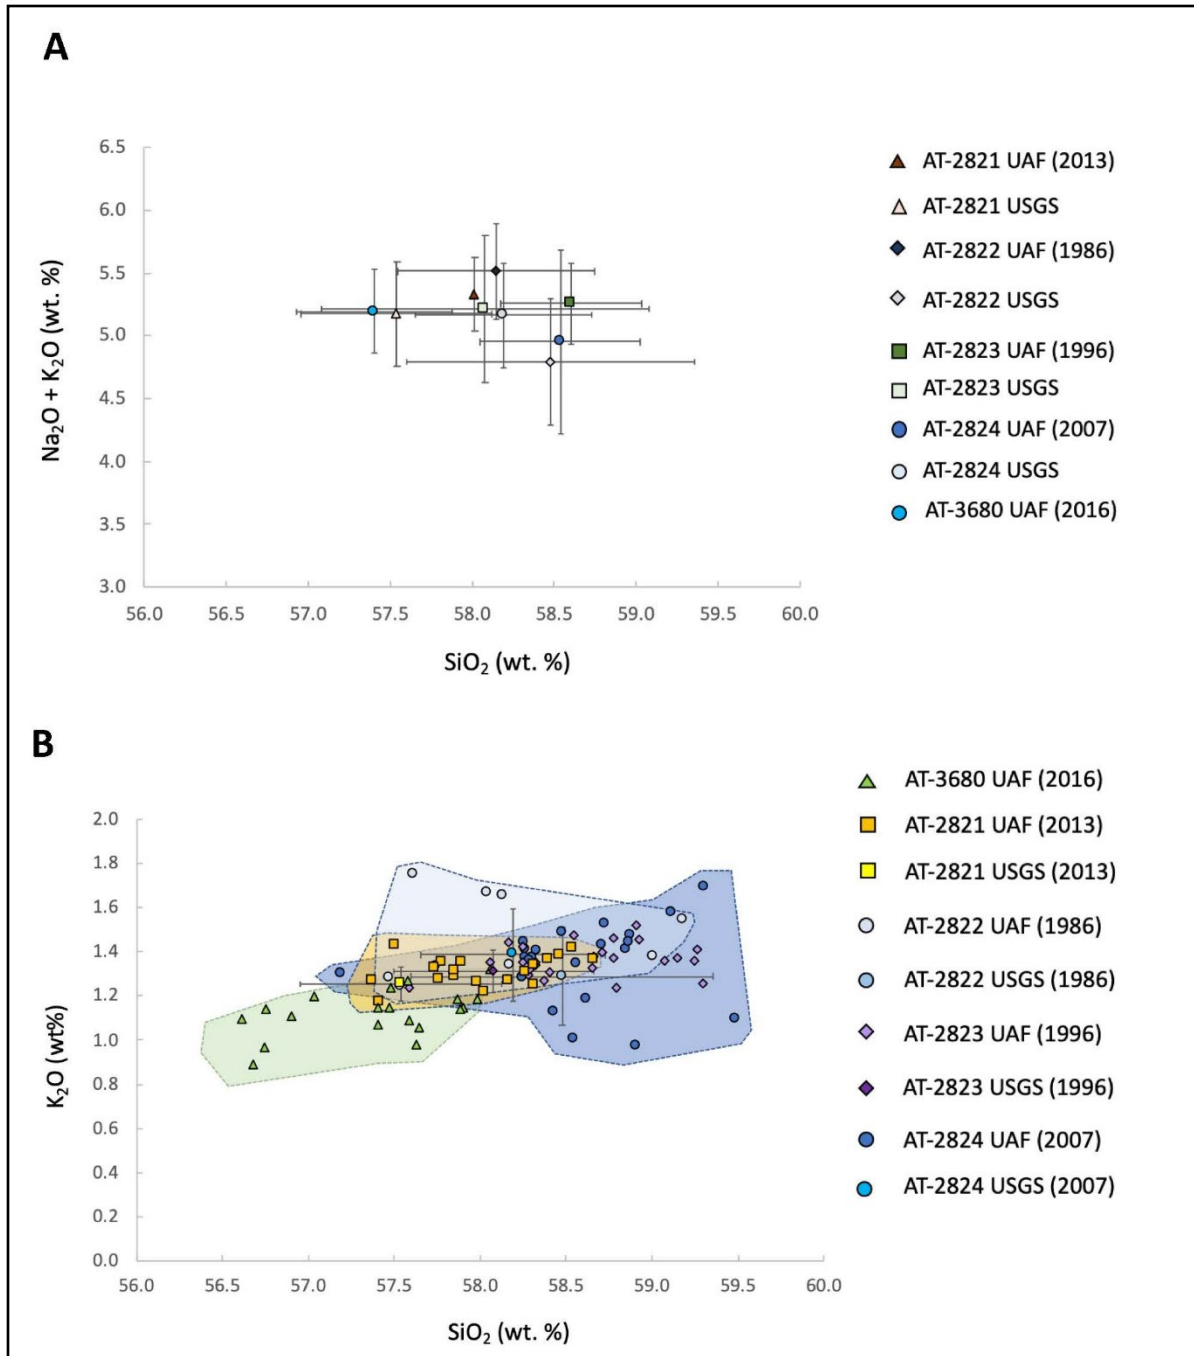 A
6.5
6.0
5.5
5.0
4.5
4.0
3.5
3.0
Na₂O + K₂O (wt. %)
56.0 56.5 57.0 57.5 58.0 58.5 59.0 59.5 60.0
SiO₂ (wt. %)
AT-2821 UAF (2013)
AT-2821 USGS
AT-2822 UAF (1986)
AT-2822 USGS
AT-2823 UAF (1996)
AT-2823 USGS
AT-2824 UAF (2007)
AT-2824 USGS
AT-3680 UAF (2016)
B
2.0
1.8
1.6
1.4
1.2
1.0
0.8
0.6
0.4
0.2
0.0
K₂O (wt%)
56.0 56.5 57.0 57.5 58.0 58.5 59.0 59.5 60.0
SiO₂ (wt. %)
AT-3680 UAF (2016)
AT-2821 UAF (2013)
AT-2821 USGS (2013)
AT-2822 UAF (1986)
AT-2822 USGS (1986)
AT-2823 UAF (1996)
AT-2823 USGS (1996)
AT-2824 UAF (2007)
AT-2824 USGS (2007)